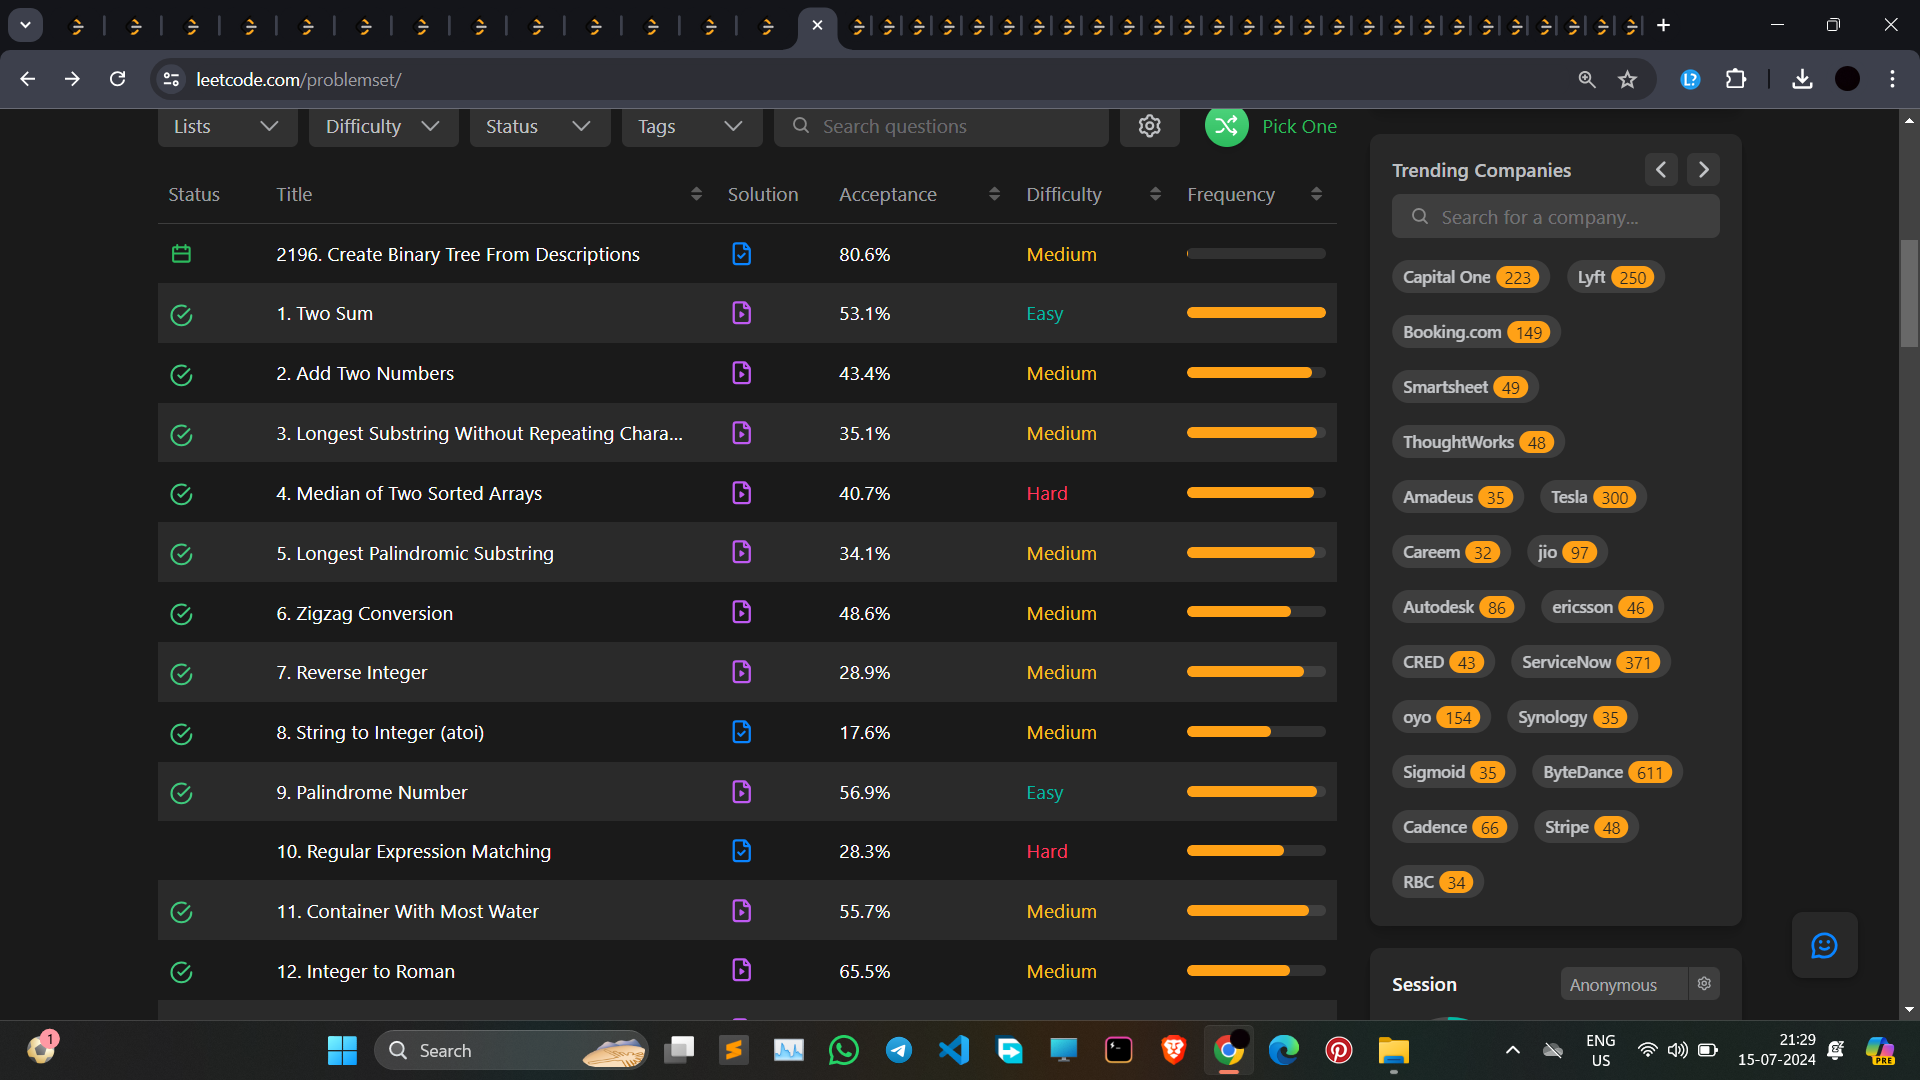 leetcode.com/problemset/
Lists Difficulty Status Tags Search questions Pick One
Status Title Solution Acceptance Difficulty Frequency
2196. Create Binary Tree From Descriptions 80.6% Medium
1. Two Sum 53.1% Easy
2. Add Two Numbers 43.4% Medium
3. Longest Substring Without Repeating Chara... 35.1% Medium
4. Median of Two Sorted Arrays 40.7% Hard
5. Longest Palindromic Substring 34.1% Medium
6. Zigzag Conversion 48.6% Medium
7. Reverse Integer 28.9% Medium
8. String to Integer (atoi) 17.6% Medium
9. Palindrome Number 56.9% Easy
10. Regular Expression Matching 28.3% Hard
11. Container With Most Water 55.7% Medium
12. Integer to Roman 65.5% Medium
Trending Companies
Search for a company...
Capital One 223 Lyft 250
Booking.com 149
Smartsheet 49
ThoughtWorks 48
Amadeus 35 Tesla 300
Careem 32 jio 97
Autodesk 86 ericsson 46
CRED 43 ServiceNow 371
oyo 154 Synology 35
Sigmoid 35 ByteDance 611
Cadence 66 Stripe 48
RBC 34
Session Anonymous
1
Search
ENG
US
21:29
15-07-2024
PRE